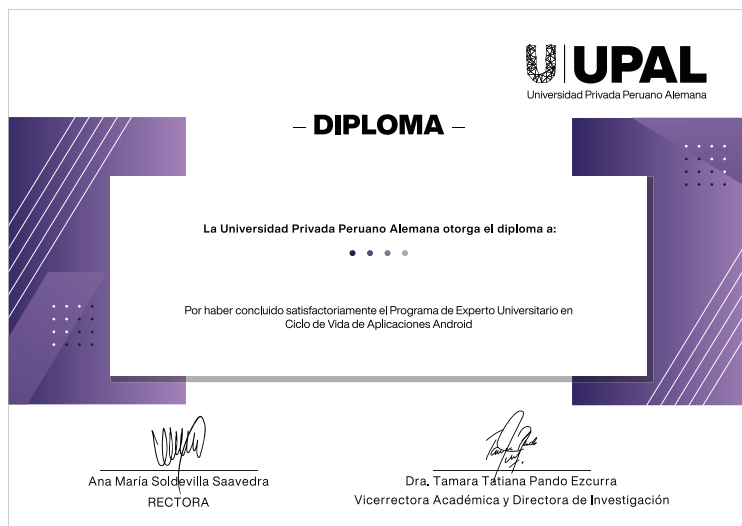 UPAL
Universidad Privada Peruano Alemana
– DIPLOMA –
La Universidad Privada Peruano Alemana otorga el diploma a:
Por haber concluido satisfactoriamente el Programa de Experto Universitario en
Ciclo de Vida de Aplicaciones Android
Ana María Soldevilla Saavedra
RECTORA
Dra. Tamara Tatiana Pando Ezcurra
Vicerrectora Académica y Directora de Investigación